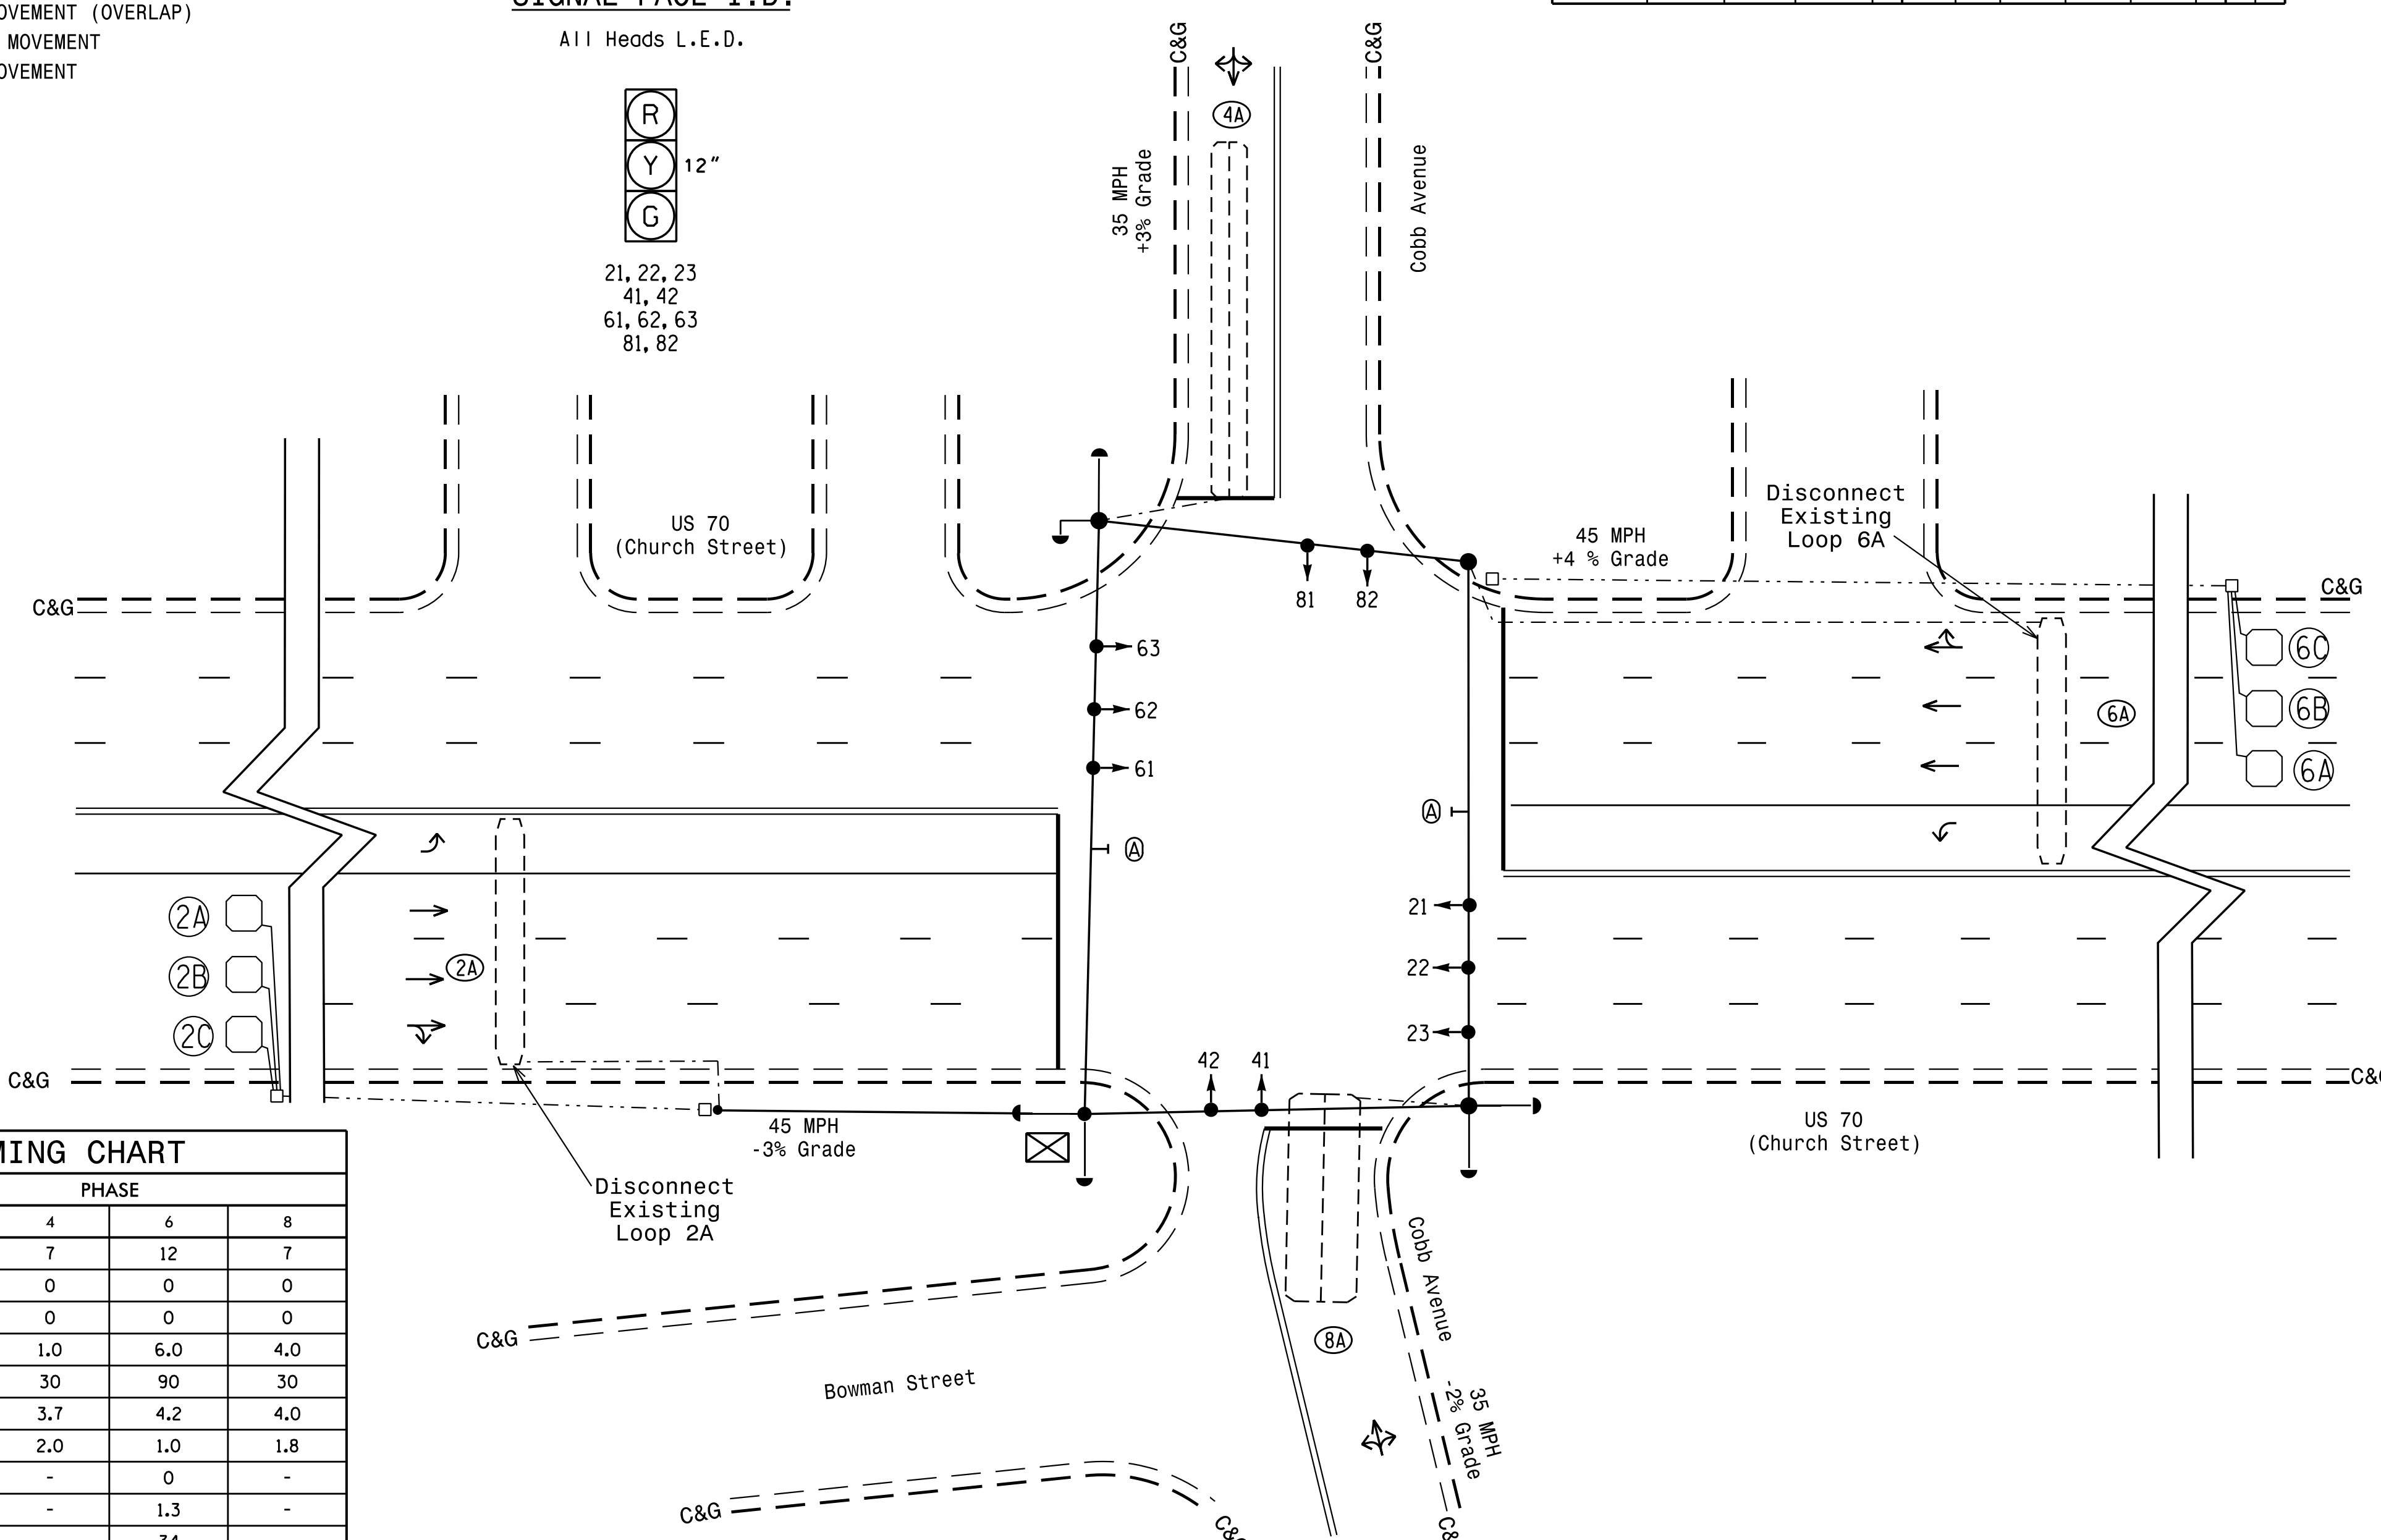 OVEMENT (OVERLAP)
MOVEMENT
OVEMENT
SIGNAL FACE I.D.
All Heads L.E.D.
R
Y
G
12"
21, 22, 23
41, 42
61, 62, 63
81, 82
C&G
C&G
4A
35 MPH
+3% Grade
Cobb Avenue
US 70
(Church Street)
Disconnect
Existing
Loop 6A
45 MPH
+4 % Grade
C&G
C&G
81
82
63
62
61
6C
6B
6A
6A
A
A
2A
2B
2C
2A
21
22
23
42
41
C&G
C&G
45 MPH
-3% Grade
US 70
(Church Street)
Disconnect
Existing
Loop 2A
C&G
Bowman Street
C&G
C&G
8A
Cobb Avenue
35 MPH
-2% Grade
C&
MING CHART
PHASE
4 6 8
7 12 7
0 0 0
0 0 0
1.0 6.0 4.0
30 90 30
3.7 4.2 4.0
2.0 1.0 1.8
- 0 -
- 1.3 -
34